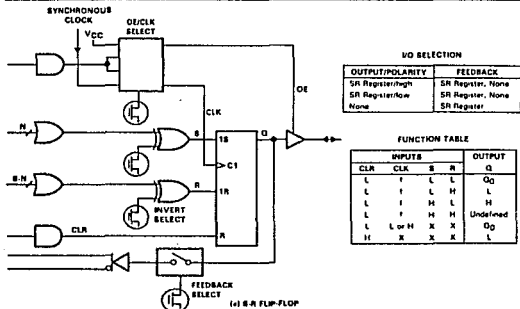 SYNCHRONOUS
CLOCK
OE/CLK
SELECT
VCC
OE
CLK
N
S
1S
Q
C1
8-N
R
1R
INVERT
SELECT
CLR
R
FEEDBACK
SELECT
(e) S-R FLIP-FLOP
I/O SELECTION
OUTPUT/POLARITY FEEDBACK
SR Register/high SR Register, None
SR Register/low SR Register, None
None SR Register
FUNCTION TABLE
INPUTS OUTPUT
CLR CLK S R Q
L f L L Q0
L f L H L
L f H L H
L f H H Undefined
L L or H X X Q0
H X X X L